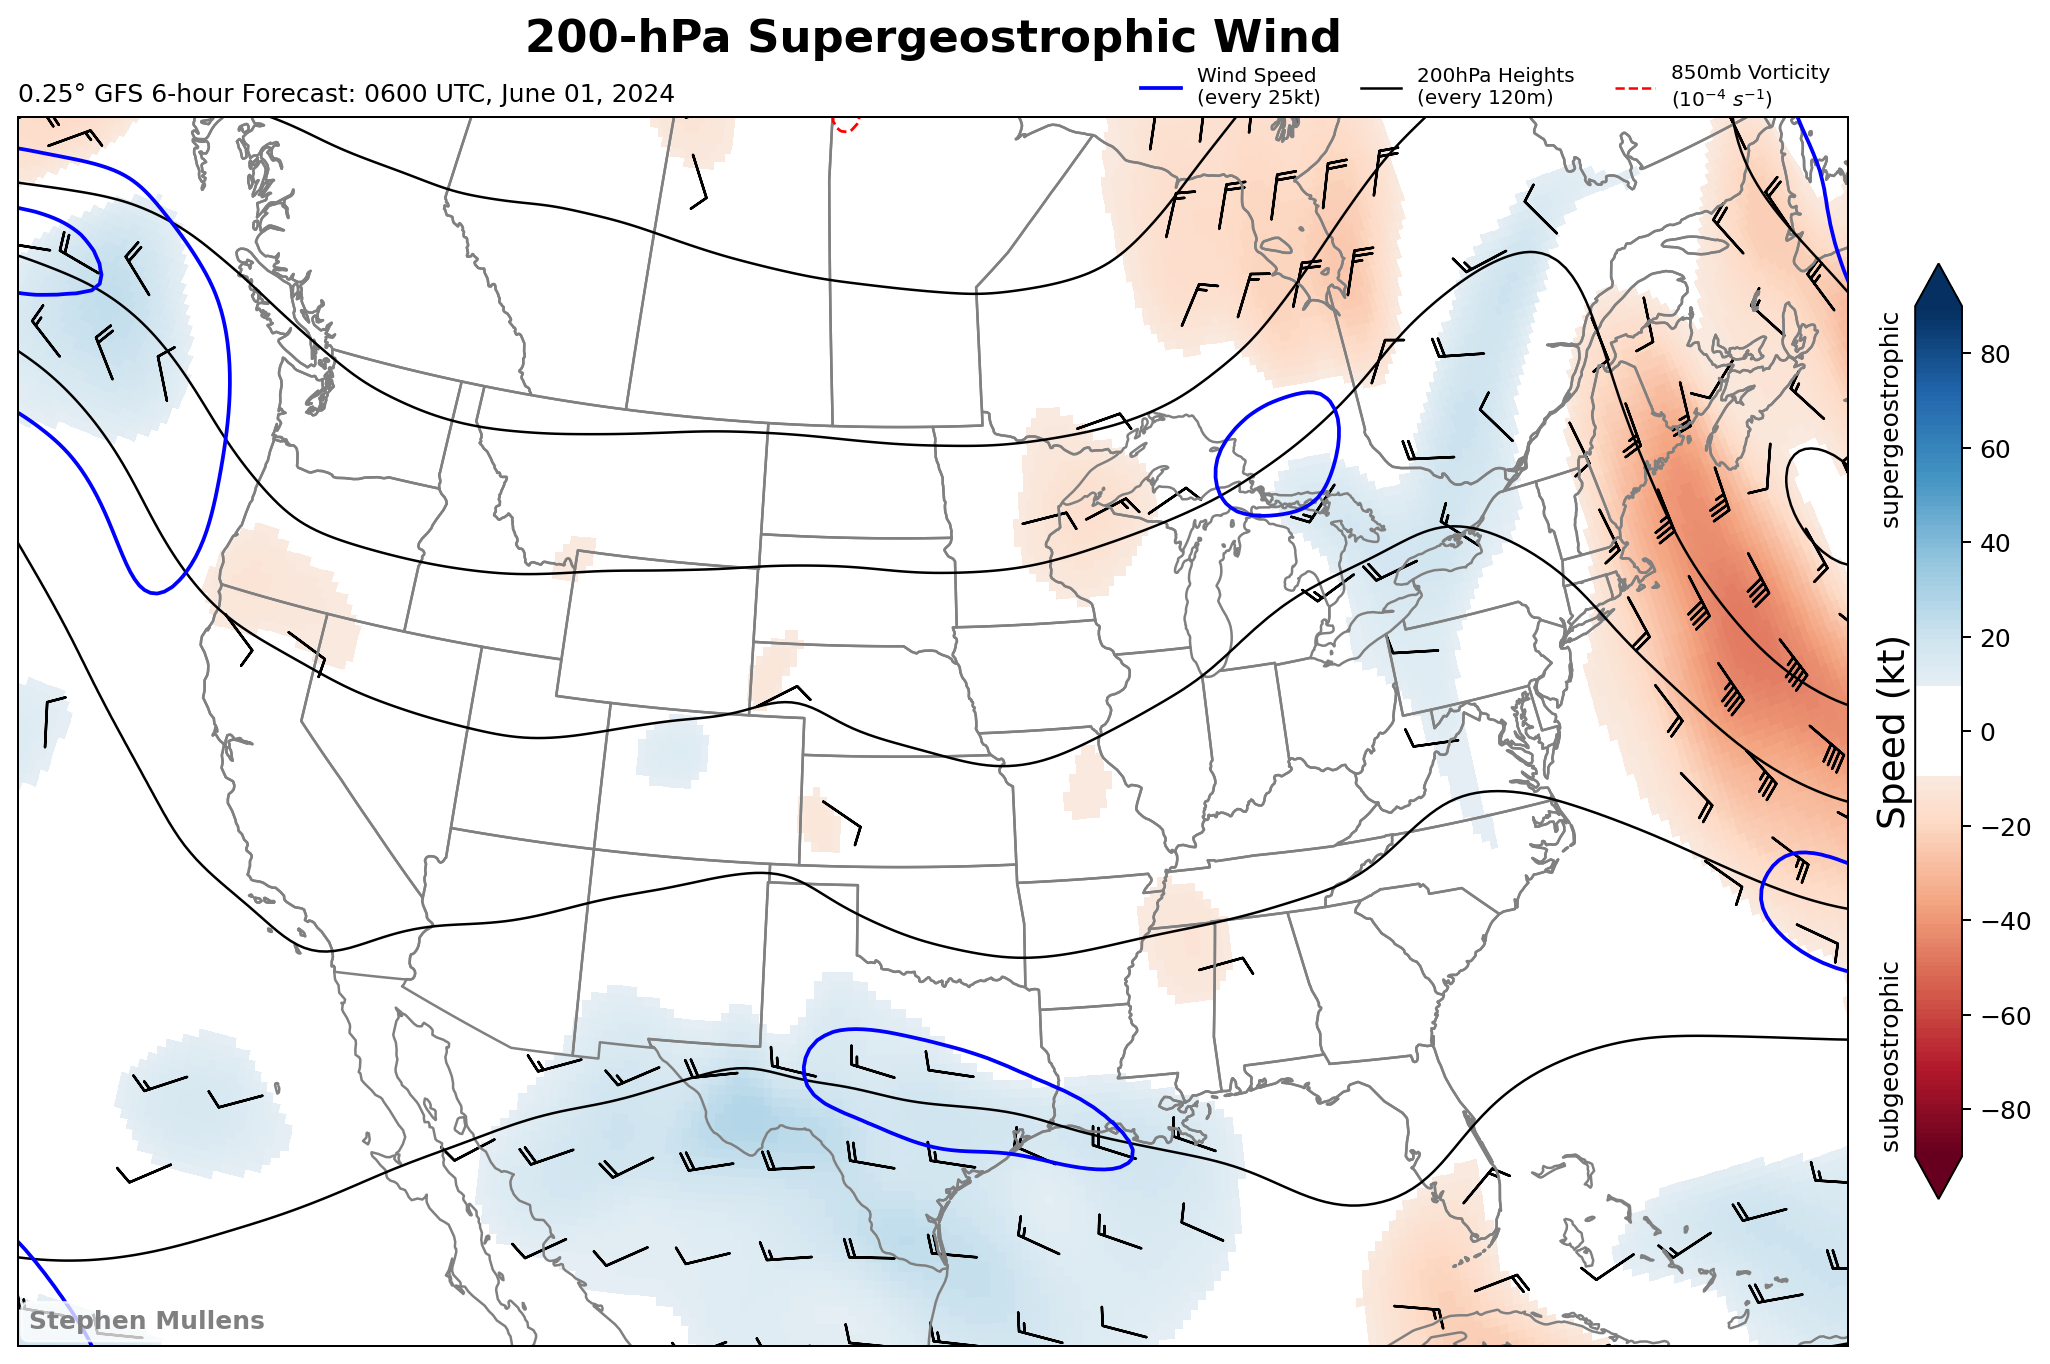 200-hPa Supergeostrophic Wind
0.25° GFS 6-hour Forecast: 0600 UTC, June 01, 2024
Wind Speed
(every 25kt)
200hPa Heights
(every 120m)
850mb Vorticity
(10⁻⁴ s⁻¹)
supergeostrophic
Speed (kt)
subgeostrophic
80
60
40
20
0
−20
−40
−60
−80
Stephen Mullens